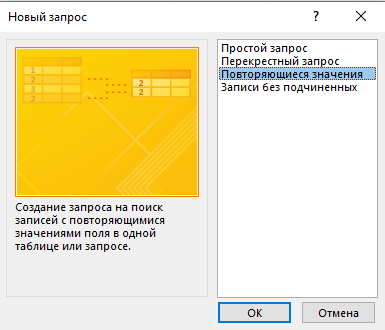 Новый запрос
?
1
2
3
2
2
2
Простой запрос
Перекрестный запрос
Повторяющиеся значения
Записи без подчиненных
Создание запроса на поиск
записей с повторяющимися
значениями поля в одной
таблице или запросе.
ОК
Отмена